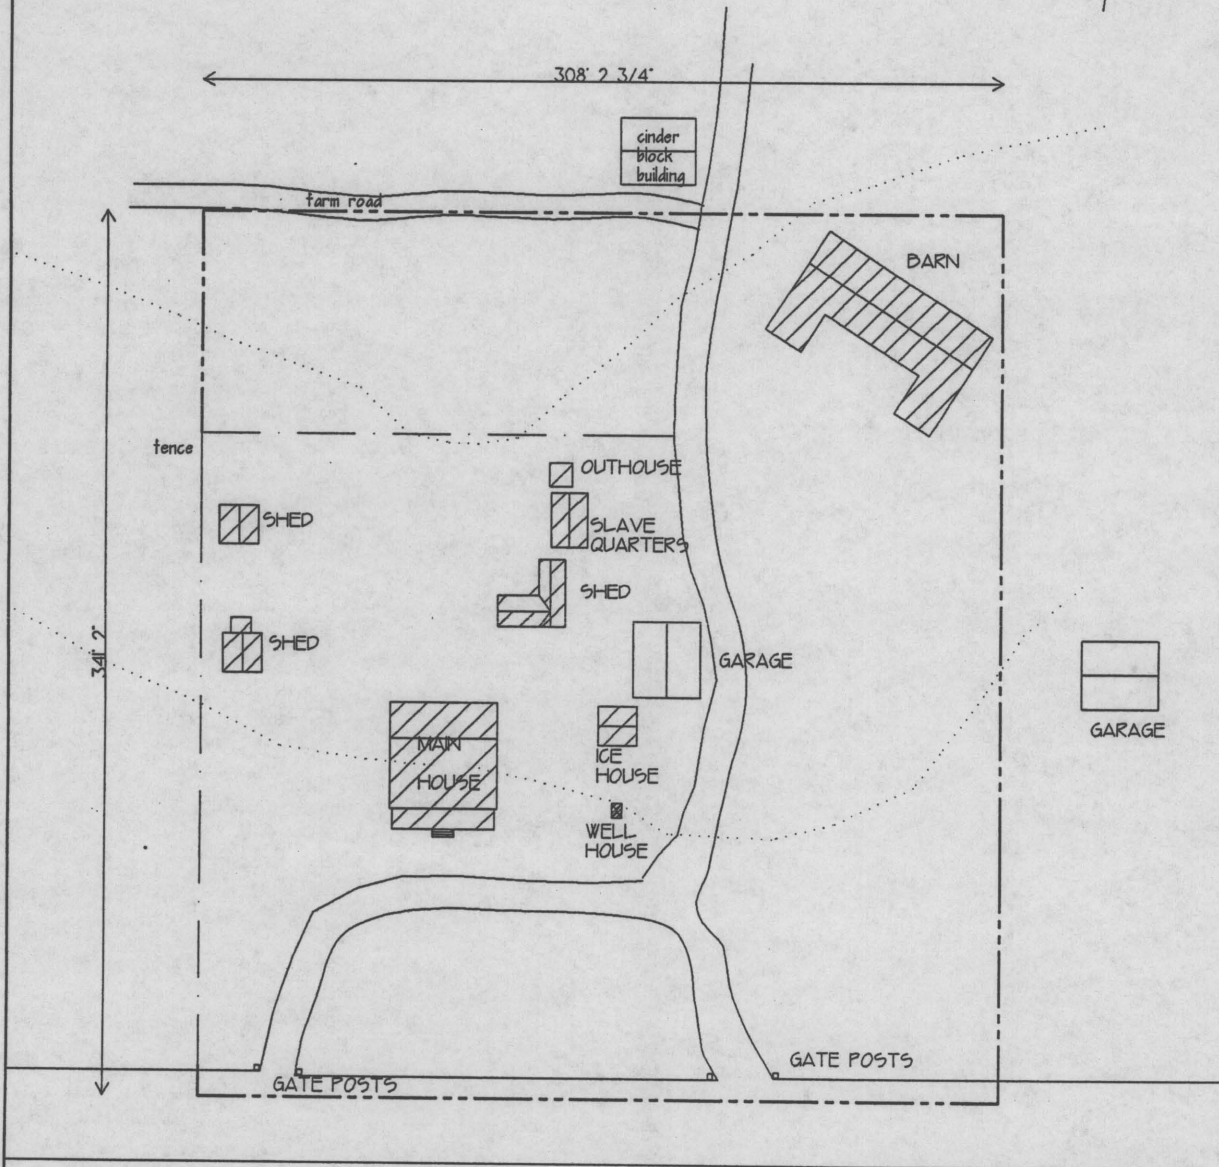 308' 2 3/4"
cinder
block
building
farm road
BARN
fence
OUTHOUSE
SHED
SLAVE
QUARTERS
SHED
341' 2"
SHED
GARAGE
GARAGE
MAIN
HOUSE
ICE
HOUSE
WELL
HOUSE
GATE POSTS
GATE POSTS